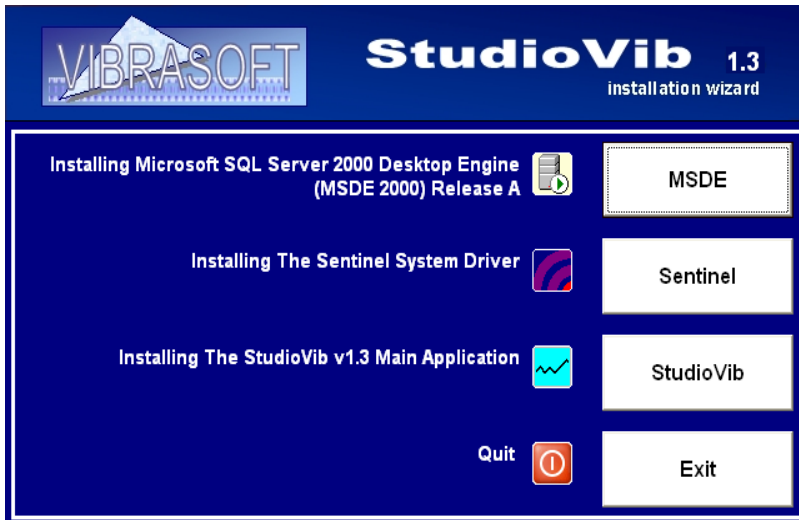 VIBRASOFT
StudioVib 1.3
installation wizard
Installing Microsoft SQL Server 2000 Desktop Engine
(MSDE 2000) Release A
MSDE
Installing The Sentinel System Driver
Sentinel
Installing The StudioVib v1.3 Main Application
StudioVib
Quit
Exit